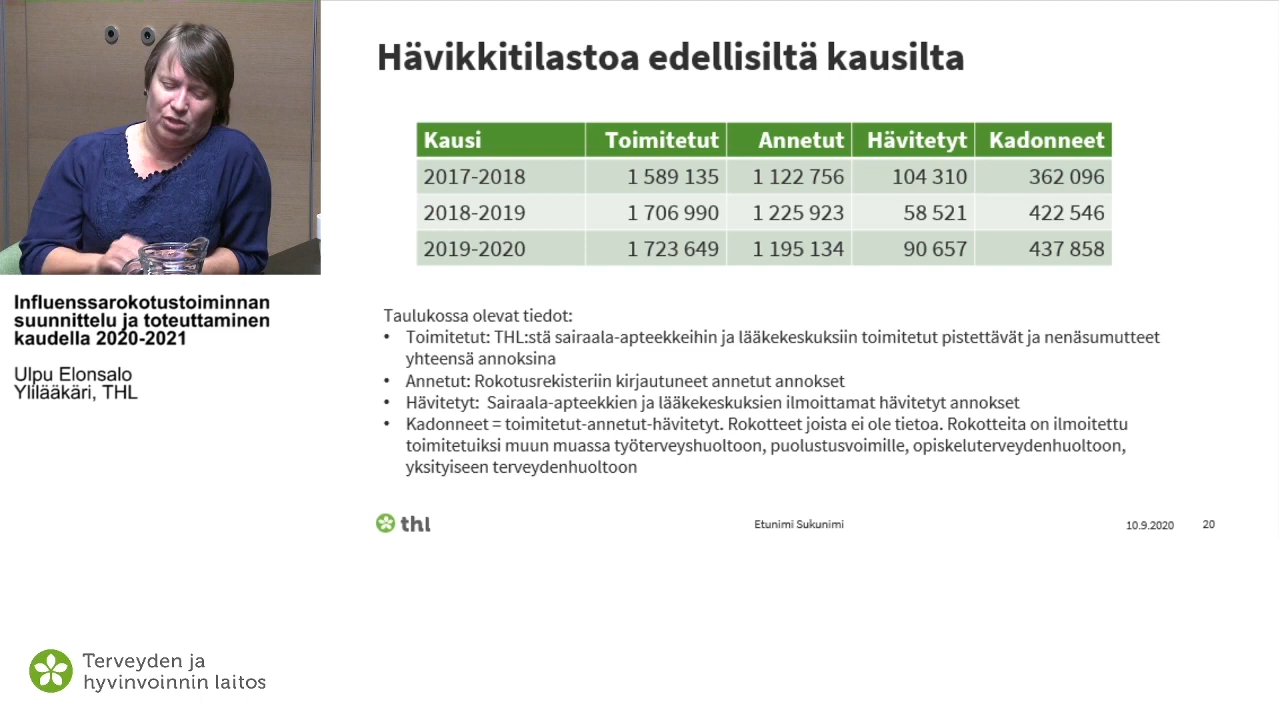 Hävikkitilastoa edellisiltä kausilta
Kausi Toimitetut Annetut Hävitetyt Kadonneet
2017-2018 1 589 135 1 122 756 104 310 362 096
2018-2019 1 706 990 1 225 923 58 521 422 546
2019-2020 1 723 649 1 195 134 90 657 437 858
Taulukossa olevat tiedot:
• Toimitetut: THL:stä sairaala-apteekkeihin ja lääkekeskuksiin toimitetut pistettävät ja nenäsumutteet
yhteensä annoksina
• Annetut: Rokotusrekisteriin kirjautuneet annetut annokset
• Hävitetyt: Sairaala-apteekkien ja lääkekeskuksien ilmoittamat hävitetyt annokset
• Kadonneet = toimitetut-annetut-hävitetyt. Rokotteet joista ei ole tietoa. Rokotteita on ilmoitettu
toimitetuiksi muun muassa työterveyshuoltoon, puolustusvoimille, opiskeluterveydenhuoltoon,
yksityiseen terveydenhuoltoon
thl
Etunimi Sukunimi
10.9.2020 20
Influenssarokotustoiminnan
suunnittelu ja toteuttaminen
kaudella 2020-2021
Ulpu Elonsalo
Ylilääkäri, THL
Terveyden ja
hyvinvoinnin laitos